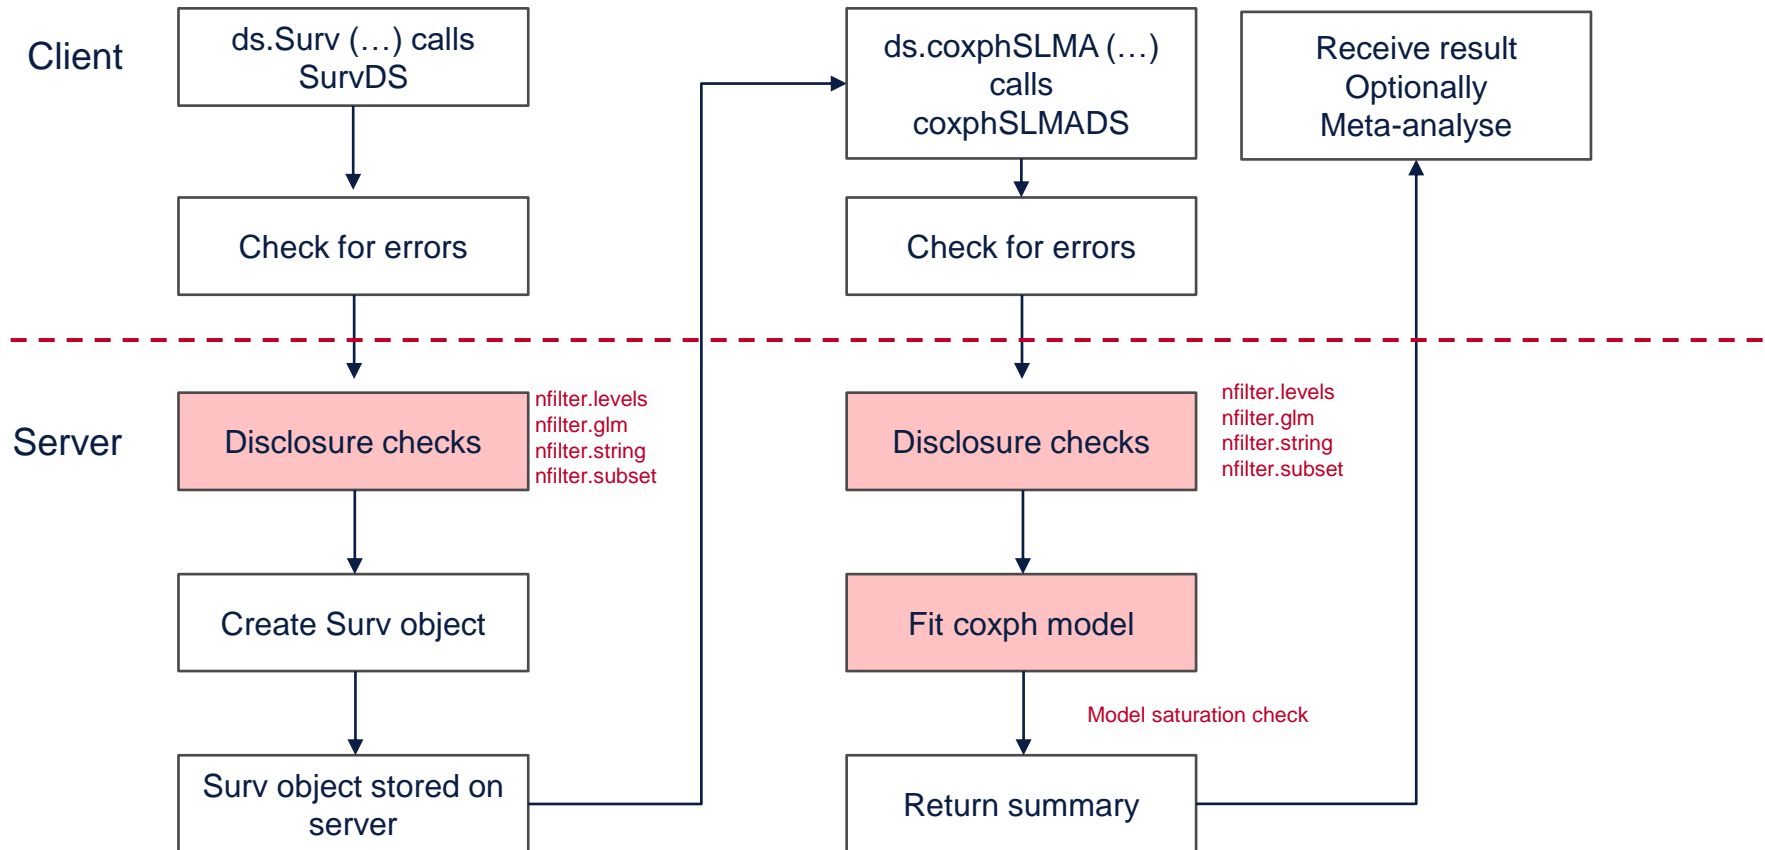 Client
ds.Surv (…) calls
SurvDS
Check for errors
ds.coxphSLMA (…)
calls
coxphSLMADS
Check for errors
Receive result
Optionally
Meta-analyse
Server
Disclosure checks
nfilter.levels
nfilter.glm
nfilter.string
nfilter.subset
Create Surv object
Surv object stored on
server
Disclosure checks
nfilter.levels
nfilter.glm
nfilter.string
nfilter.subset
Fit coxph model
Model saturation check
Return summary